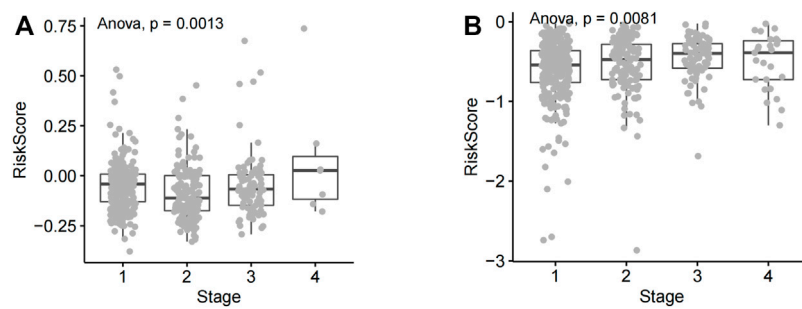 A
Anova, p = 0.0013
RiskScore
0.75
0.50
0.25
0.00
−0.25
1 2 3 4
Stage
B
Anova, p = 0.0081
RiskScore
0
−1
−2
−3
1 2 3 4
Stage